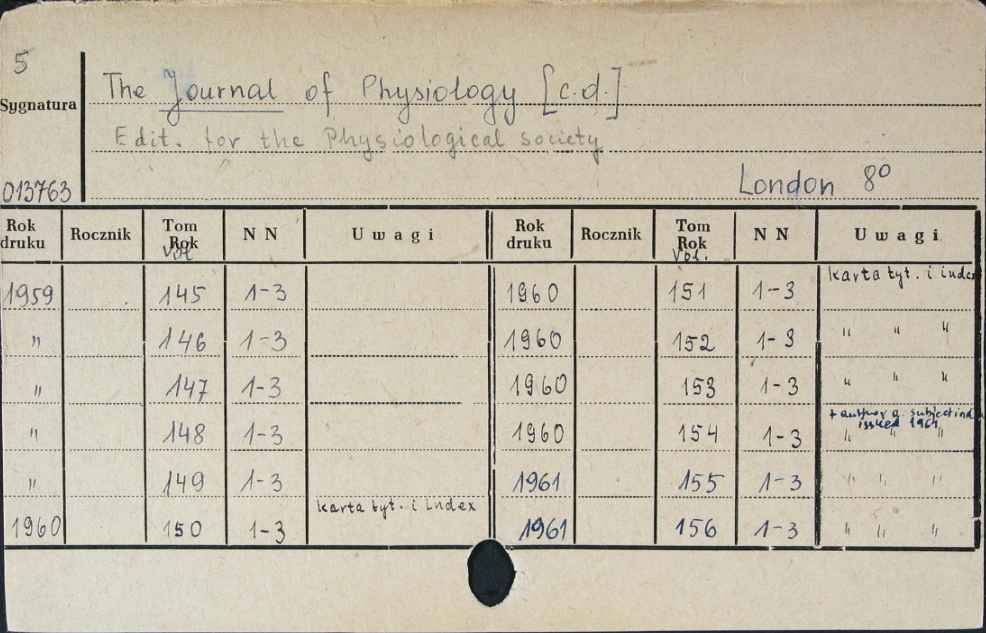 5
The Journal of Physiology [c.d.]
Sygnatura
Edit. for the Physiological society
013763
London 8°
Rok druku Rocznik Tom Rok Vol. N N Uwagi Rok druku Rocznik Tom Rok Vol. N N Uwagi
1959 145 1-3 1960 151 1-3 karta tyt. i index
" 146 1-3 1960 152 1-3 " " "
" 147 1-3 1960 153 1-3 " " "
" 148 1-3 1960 154 1-3 + author a. subject ind issued 1961 " " "
" 149 1-3 1961 155 1-3 " " "
1960 150 1-3 karta tyt. i index 1961 156 1-3 " " "